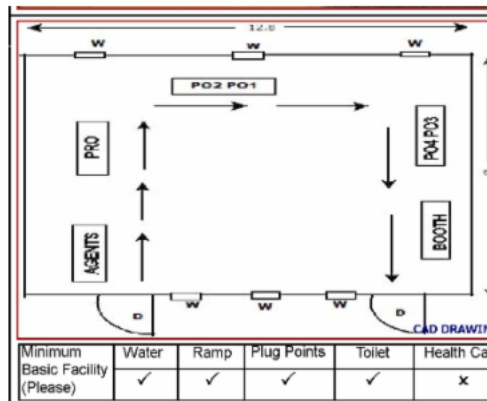 12.8
W W W
PO2 PO1
PRO
PO4 PO3
AGENTS
BOOTH
W W W
D D
CAD DRAWIN
Minimum Basic Facility (Please) Water Ramp Plug Points Toilet Health Ca
✓ ✓ ✓ ✓ x